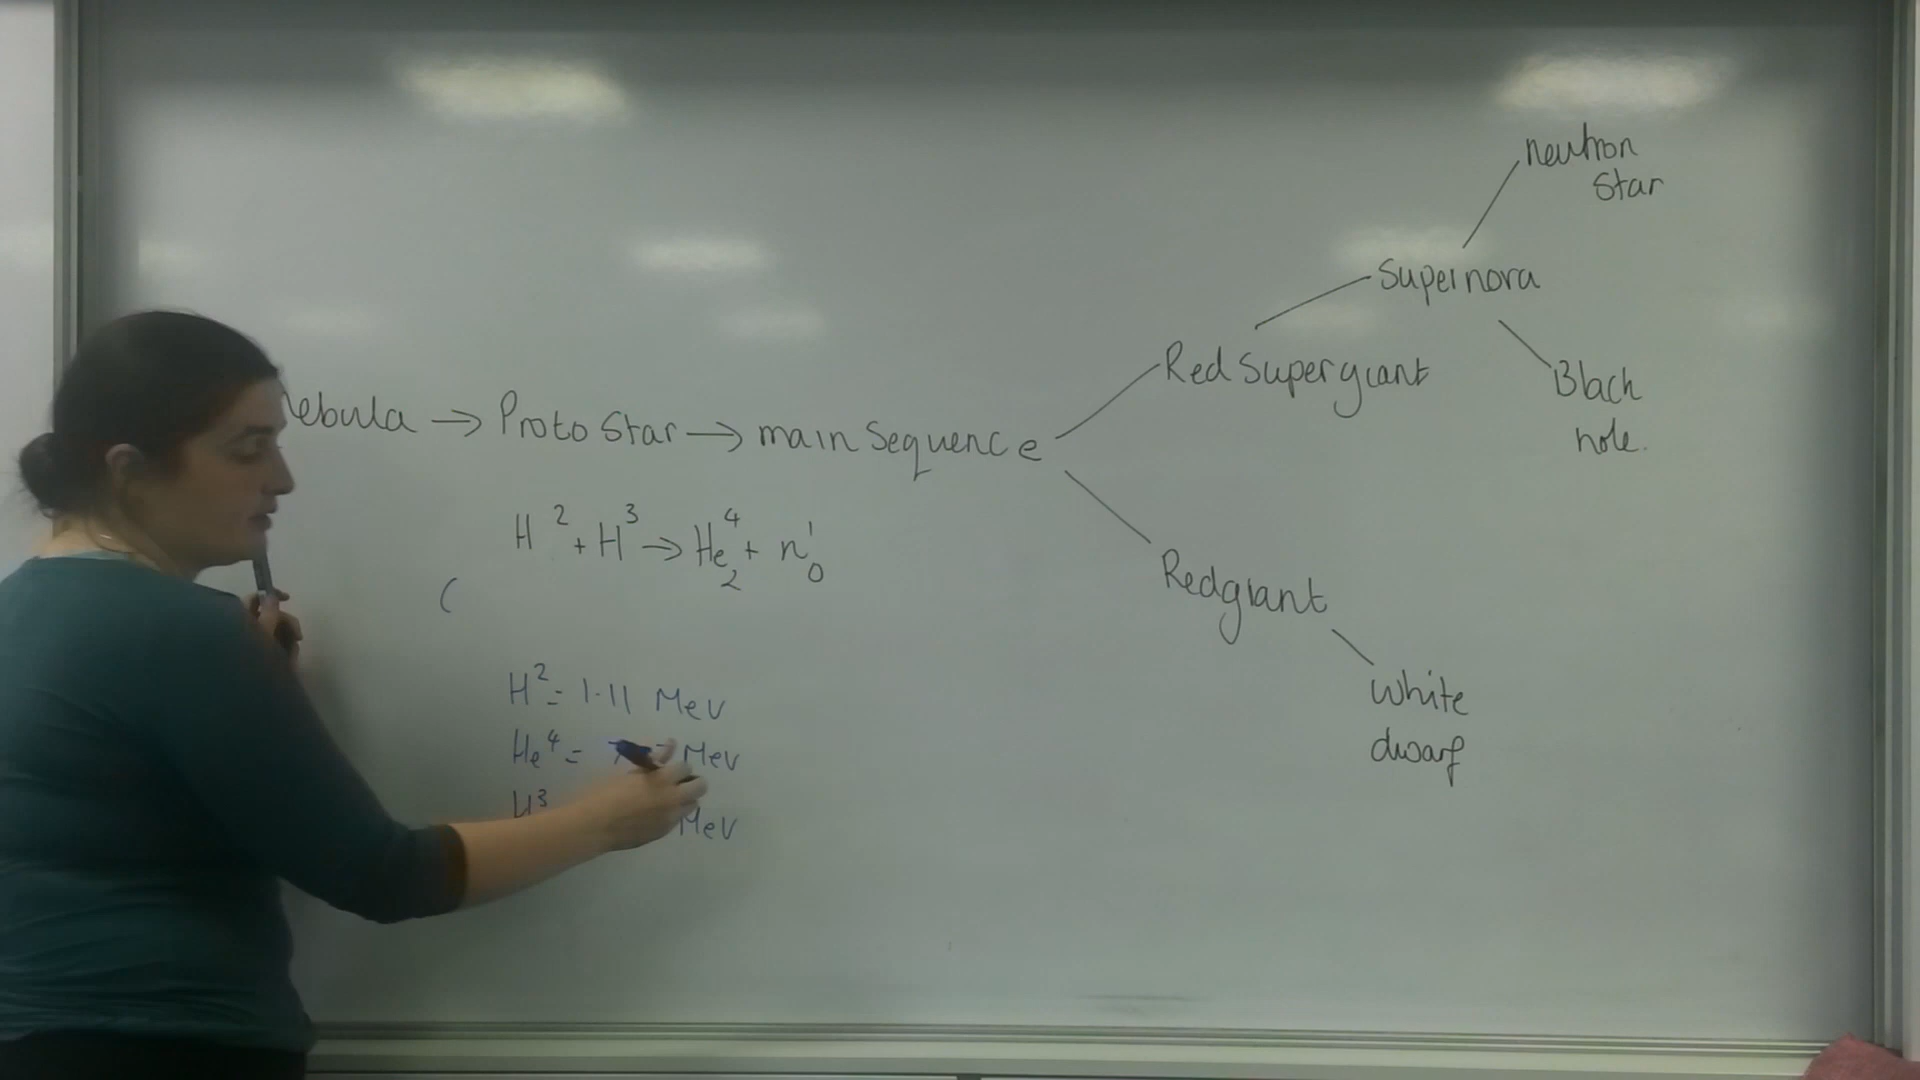 neutron
Star
Supernova
Red Supergiant
Black
hole.
nebula → Proto Star → main Sequence
H² + H³ → He⁴₂ + n¹₀
(
Red giant
H² = 1.11 MeV
White
He⁴ = MeV
dwarf
H³ MeV